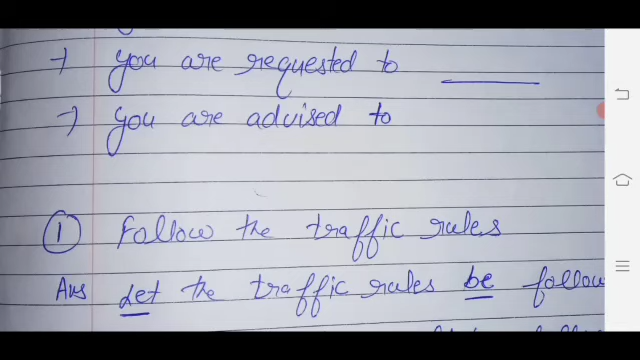 → you are requested to ______
→ you are advised to
① Follow the traffic rules
Ans Let the traffic rules be follow